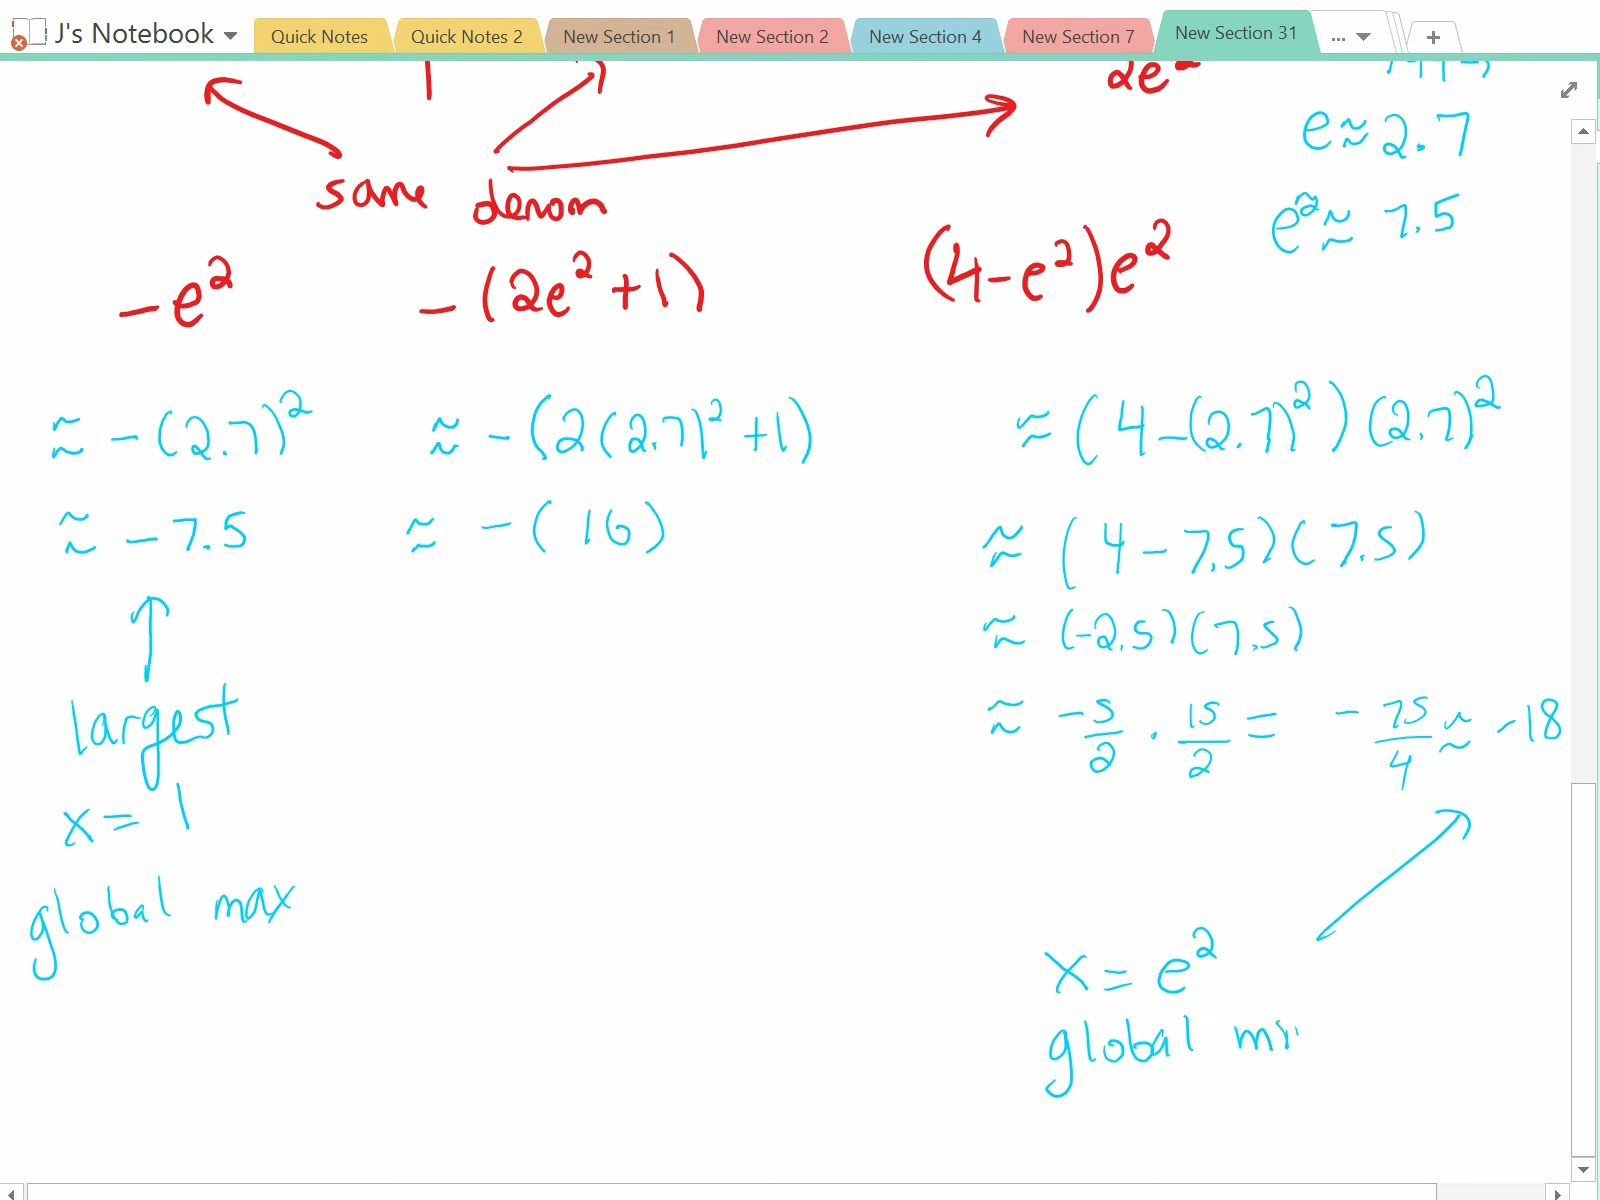 J's Notebook
Quick Notes
Quick Notes 2
New Section 1
New Section 2
New Section 4
New Section 7
New Section 31
...
+
2e²
e ≈ 2.7
same denom
e² ≈ 7.5
-e²
-(2e²+1)
(4-e²)e²
≈ -(2.7)²
≈ -(2(2.7)²+1)
≈ (4-(2.7)²)(2.7)²
≈ -7.5
≈ -(16)
≈ (4-7.5)(7.5)
≈ (-2.5)(7.5)
largest
≈ -5/2 · 15/2 = -75/4 ≈ -18
x = 1
global max
x = e²
global mi